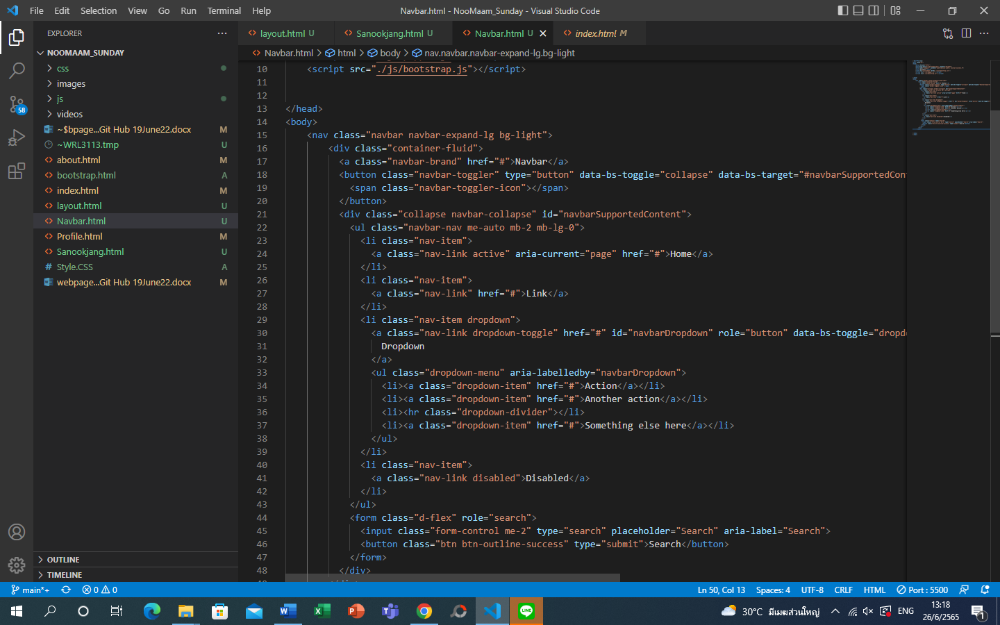 File Edit Selection View Go Run Terminal Help
Navbar.html - NooMaam_Sunday - Visual Studio Code
EXPLORER
NOOMAAM_SUNDAY
css
images
js
videos
~$bpage...Git Hub 19June22.docx M
~WRL3113.tmp U
about.html M
bootstrap.html A
index.html M
layout.html U
Navbar.html U
Profile.html M
Sanookjang.html U
# Style.CSS A
webpage...Git Hub 19June22.docx M
OUTLINE
TIMELINE
58
layout.html U Sanookjang.html U Navbar.html U index.html M
Navbar.html > html > body > nav.navbar.navbar-expand-lg.bg-light
10 <script src="./js/bootstrap.js"></script>
11
12
13 </head>
14 <body>
15 <nav class="navbar navbar-expand-lg bg-light">
16 <div class="container-fluid">
17 <a class="navbar-brand" href="#">Navbar</a>
18 <button class="navbar-toggler" type="button" data-bs-toggle="collapse" data-bs-target="#navbarSupportedCon
19 <span class="navbar-toggler-icon"></span>
20 </button>
21 <div class="collapse navbar-collapse" id="navbarSupportedContent">
22 <ul class="navbar-nav me-auto mb-2 mb-lg-0">
23 <li class="nav-item">
24 <a class="nav-link active" aria-current="page" href="#">Home</a>
25 </li>
26 <li class="nav-item">
27 <a class="nav-link" href="#">Link</a>
28 </li>
29 <li class="nav-item dropdown">
30 <a class="nav-link dropdown-toggle" href="#" id="navbarDropdown" role="button" data-bs-toggle="dropd
31 Dropdown
32 </a>
33 <ul class="dropdown-menu" aria-labelledby="navbarDropdown">
34 <li><a class="dropdown-item" href="#">Action</a></li>
35 <li><a class="dropdown-item" href="#">Another action</a></li>
36 <li><hr class="dropdown-divider"></li>
37 <li><a class="dropdown-item" href="#">Something else here</a></li>
38 </ul>
39 </li>
40 <li class="nav-item">
41 <a class="nav-link disabled">Disabled</a>
42 </li>
43 </ul>
44 <form class="d-flex" role="search">
45 <input class="form-control me-2" type="search" placeholder="Search" aria-label="Search">
46 <button class="btn btn-outline-success" type="submit">Search</button>
47 </form>
48 </div>
main*+ 0 0 Ln 50, Col 13 Spaces: 4 UTF-8 CRLF HTML Port : 5500
30°C มีเมฆส่วนใหญ่ ENG
13:18
26/6/2565
1
LINE